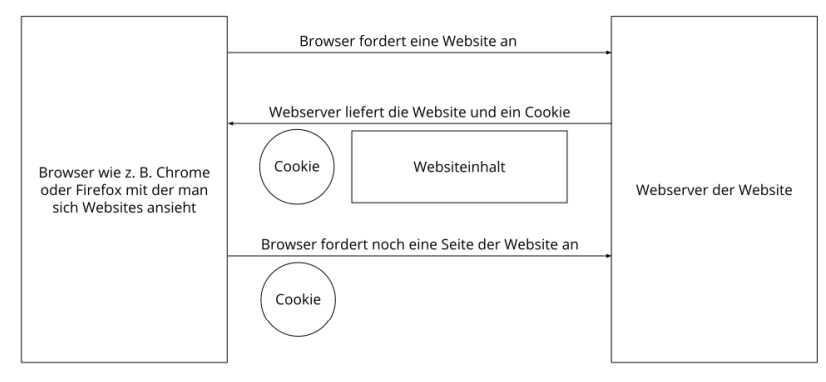 Browser fordert eine Website an
Webserver liefert die Website und ein Cookie
Cookie
Websiteinhalt
Browser wie z. B. Chrome
oder Firefox mit der man
sich Websites ansieht
Webserver der Website
Browser fordert noch eine Seite der Website an
Cookie